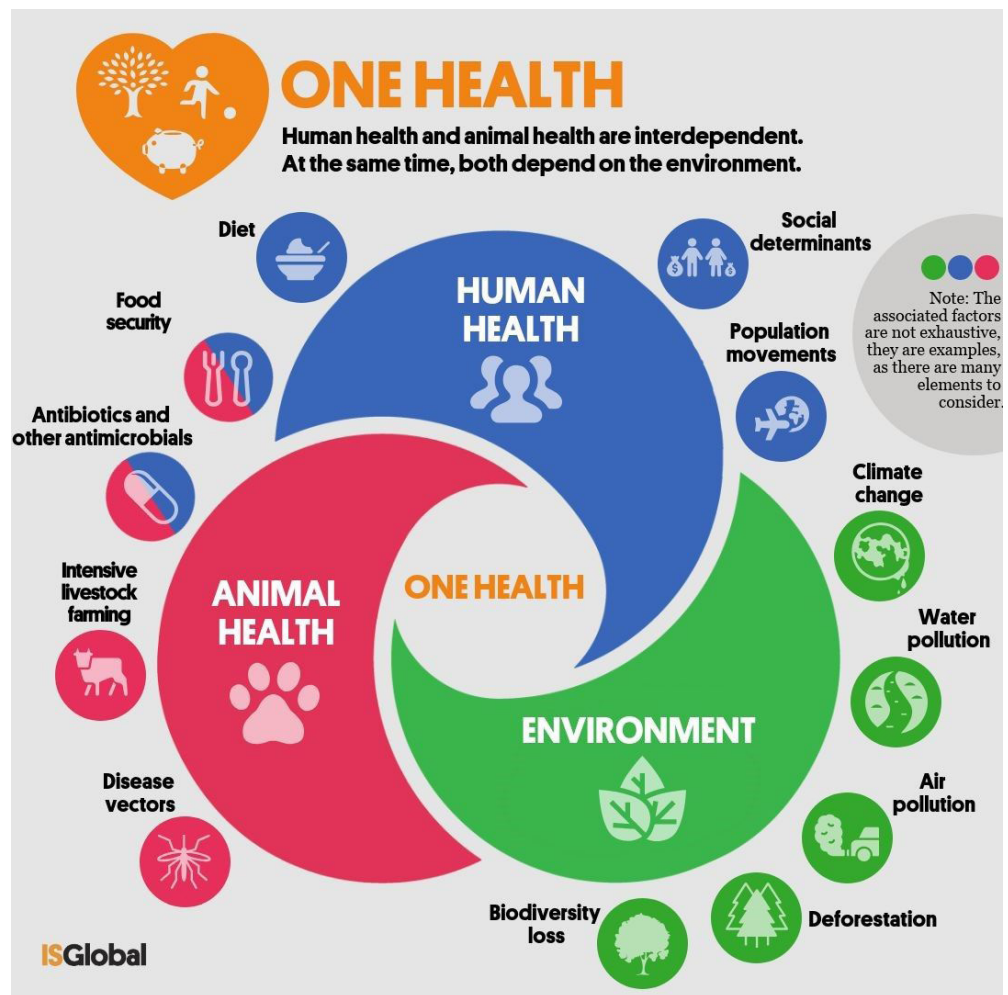 ONE HEALTH
Human health and animal health are interdependent.
At the same time, both depend on the environment.
Diet
Social
determinants
Food
security
HUMAN
HEALTH
Population
movements
Note: The
associated factors
are not exhaustive,
they are examples,
as there are many
elements to
consider.
Antibiotics and
other antimicrobials
Climate
change
Intensive
livestock
farming
ANIMAL
HEALTH
ONE HEALTH
Water
pollution
ENVIRONMENT
Disease
vectors
Air
pollution
Biodiversity
loss
Deforestation
ISGlobal